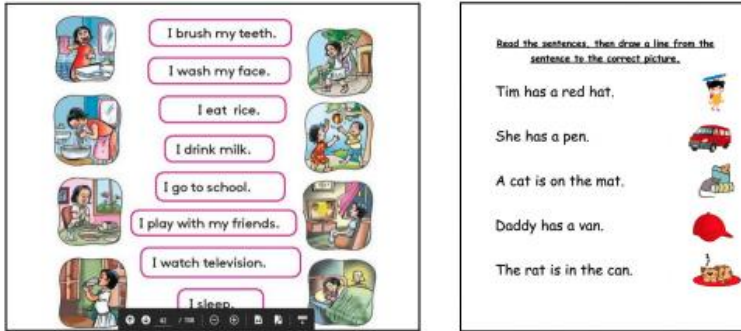 I brush my teeth.
I wash my face.
I eat rice.
I drink milk.
I go to school.
I play with my friends.
I watch television.
I sleep.
Read the sentences, then draw a line from the
sentence to the correct picture.
Tim has a red hat.
She has a pen.
A cat is on the mat.
Daddy has a van.
The rat is in the can.